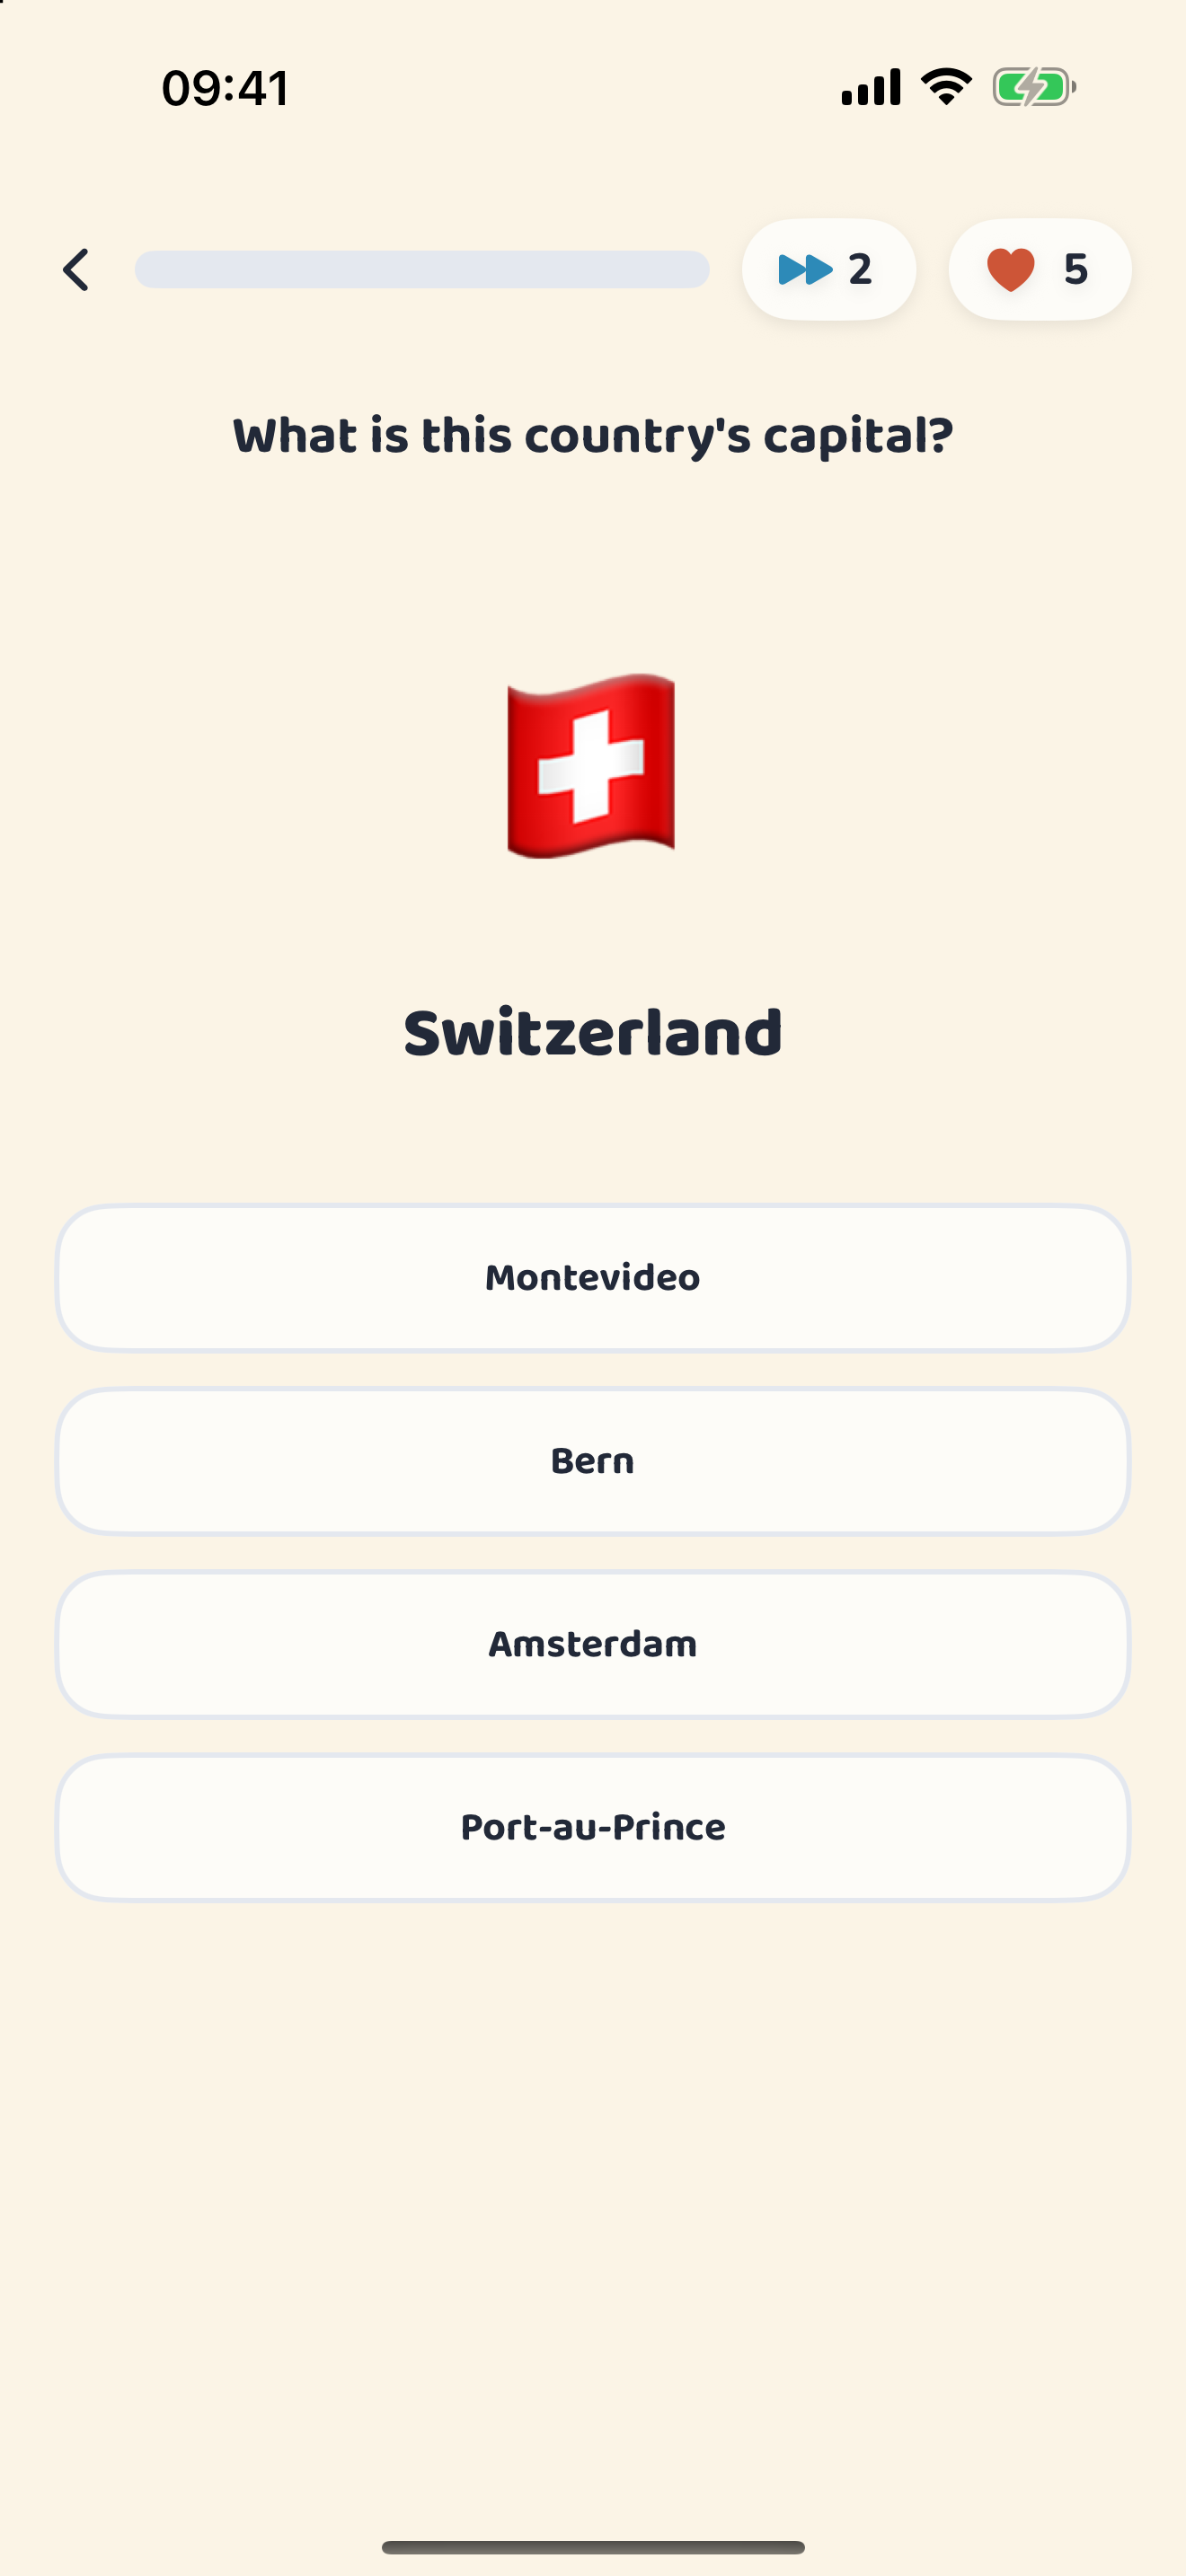 09:41
2
5
What is this country's capital?
Switzerland
Montevideo
Bern
Amsterdam
Port-au-Prince